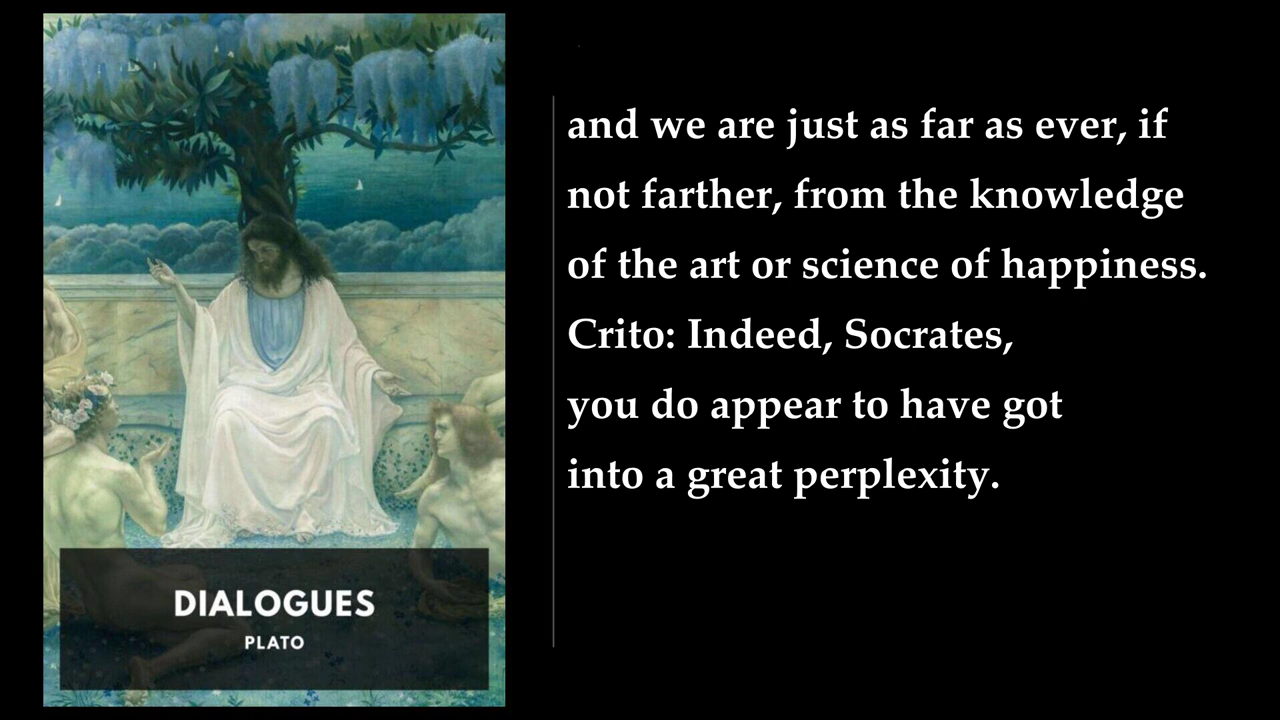 DIALOGUES
PLATO
and we are just as far as ever, if
not farther, from the knowledge
of the art or science of happiness.
Crito: Indeed, Socrates,
you do appear to have got
into a great perplexity.